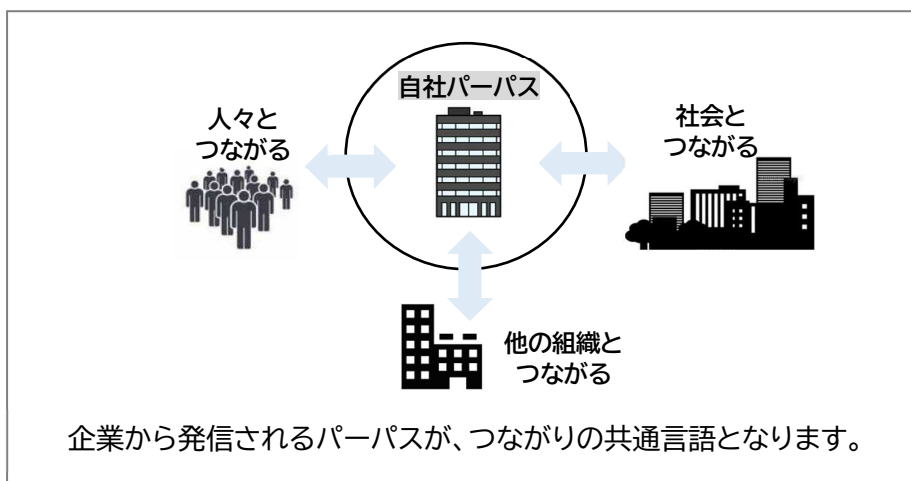 自社パーパス
人々と
つながる
社会と
つながる
他の組織と
つながる
企業から発信されるパーパスが、つながりの共通言語となります。